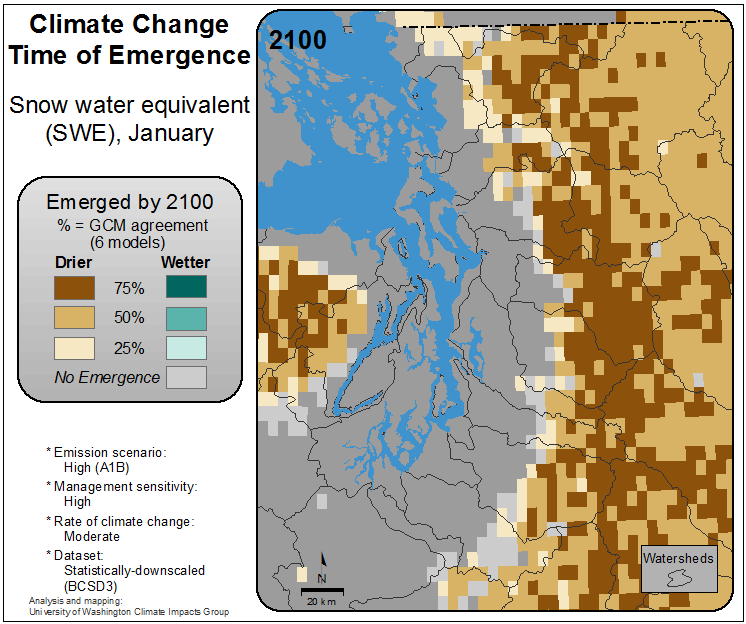 Climate Change
Time of Emergence
Snow water equivalent
(SWE), January
Emerged by 2100
% = GCM agreement
(6 models)
Drier Wetter
75%
50%
25%
No Emergence
* Emission scenario:
High (A1B)
* Management sensitivity:
High
* Rate of climate change:
Moderate
* Dataset:
Statistically-downscaled
(BCSD3)
Analysis and mapping:
University of Washington Climate Impacts Group
2100
N
20 km
Watersheds